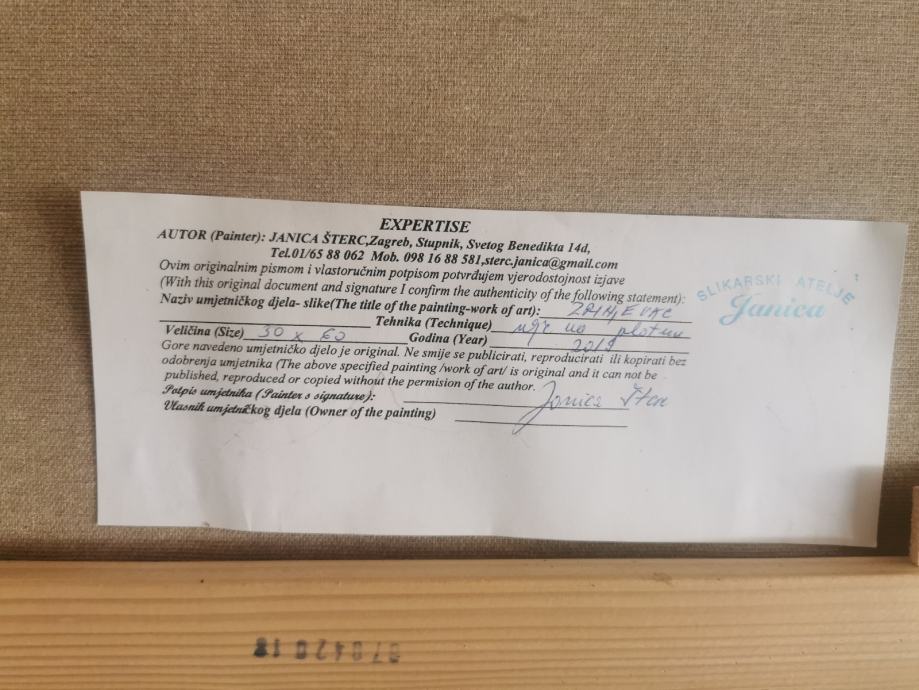 EXPERTISE
AUTOR (Painter): JANICA ŠTERC,Zagreb, Stupnik, Svetog Benedikta 14d,
Tel.01/65 88 062 Mob. 098 16 88 581,sterc.janica@gmail.com
Ovim originalnim pismom i vlastoručnim potpisom potvrdujem vjerodostojnost izjave
(With this original document and signature I confirm the authenticity of the following statement):
Naziv umjetničkog djela- slike(The title of the painting-work of art):
Tehnika (Technique) na platnu
Veličina (Size) 30 x 60 Godina (Year)
Gore navedeno umjetničko djelo je original. Ne smije se publicirati, reproducirati ili kopirati bez
odobrenja umjetnika (The above specified painting /work of art/ is original and it can not be
published, reproduced or copied without the permision of the author.
Potpis umjetnika (Painter s signature): Janica Šterc
Vlasnik umjetničkog djela (Owner of the painting)
SLIKARSKI ATELJE
Janica